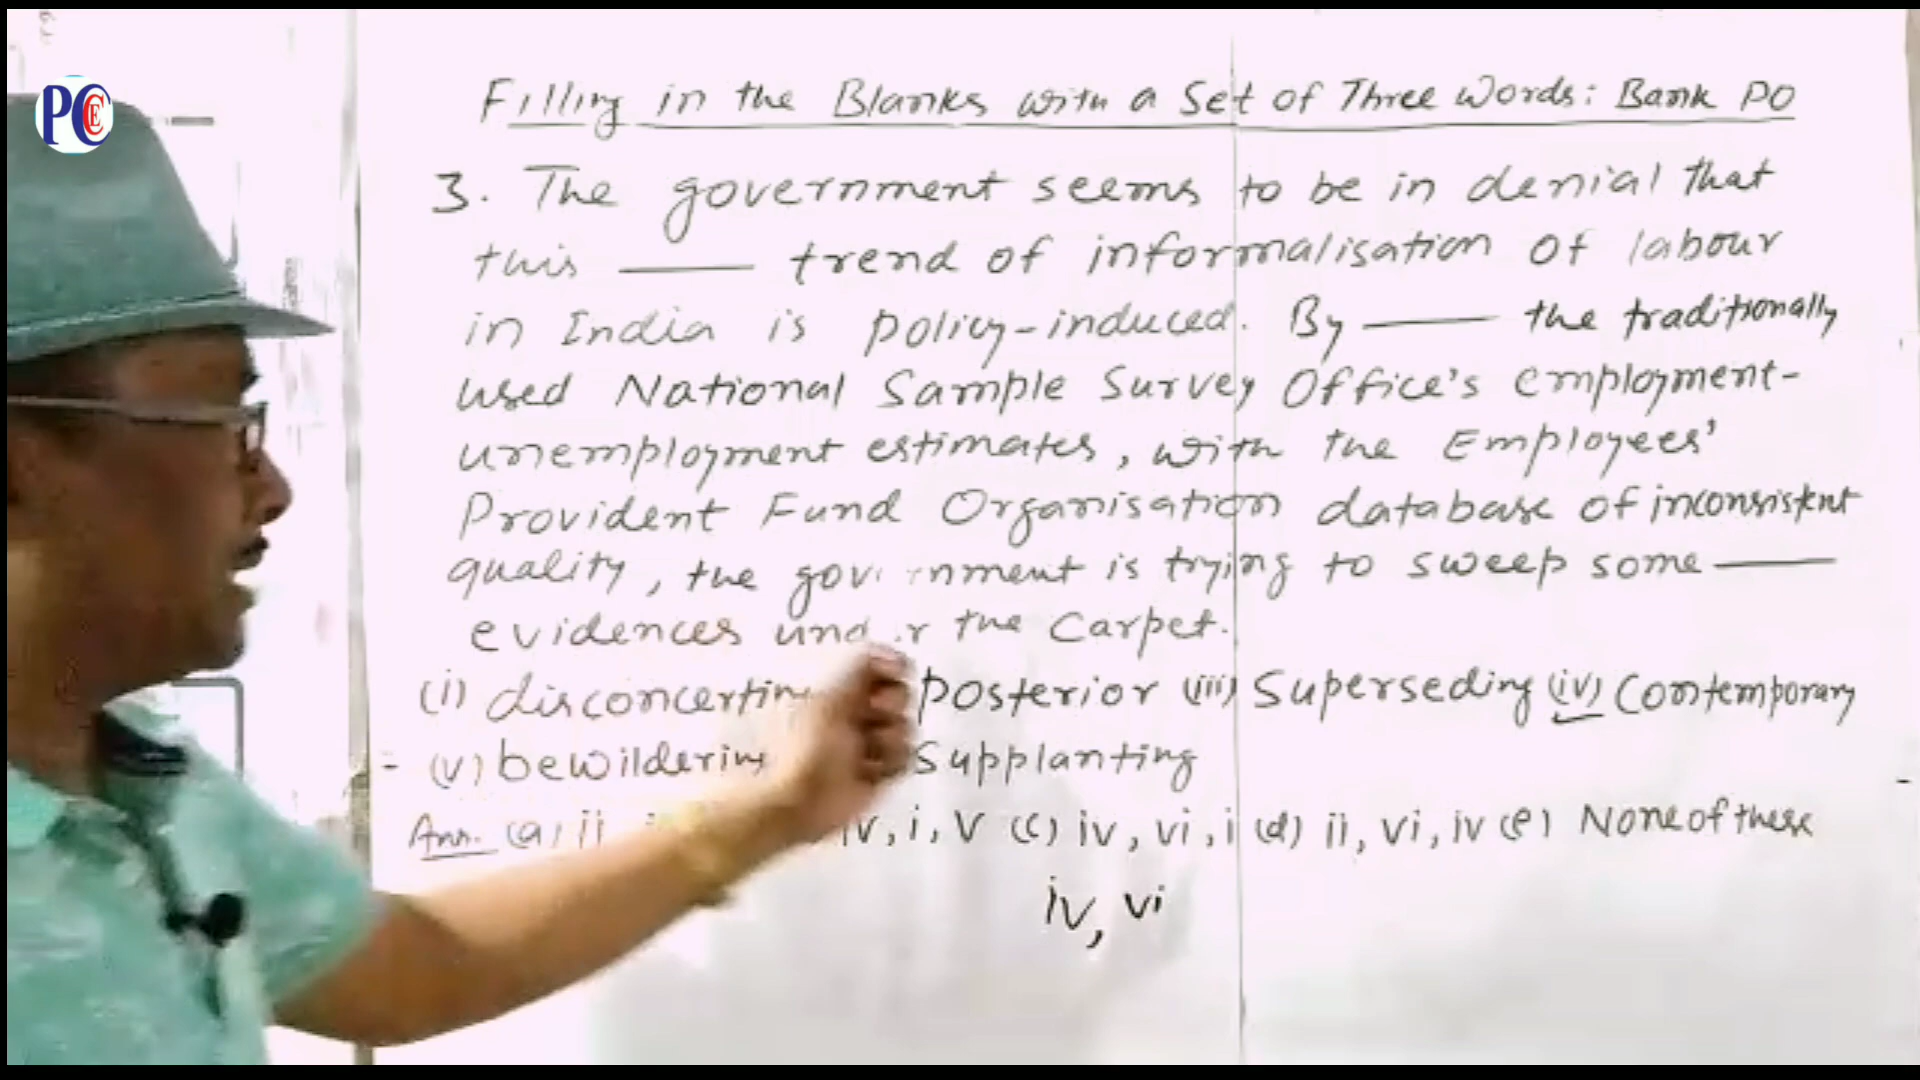 PCEC
Filling in the Blanks with a Set of Three Words: Bank PO
3. The government seems to be in denial that
this ____ trend of informalisation of labour
in India is policy-induced. By ____ the traditionally
used National Sample Survey Office's employment-
unemployment estimates, with the Employees'
Provident Fund Organisation database of inconsistent
quality, the government is trying to sweep some ____
evidences under the carpet.
(i) disconcerting posterior (iii) Superseding (iv) Contemporary
(v) bewildering Supplanting
Ans. (a) ii, iv, i, v (c) iv, vi, i (d) ii, vi, iv (e) None of these
iv, vi